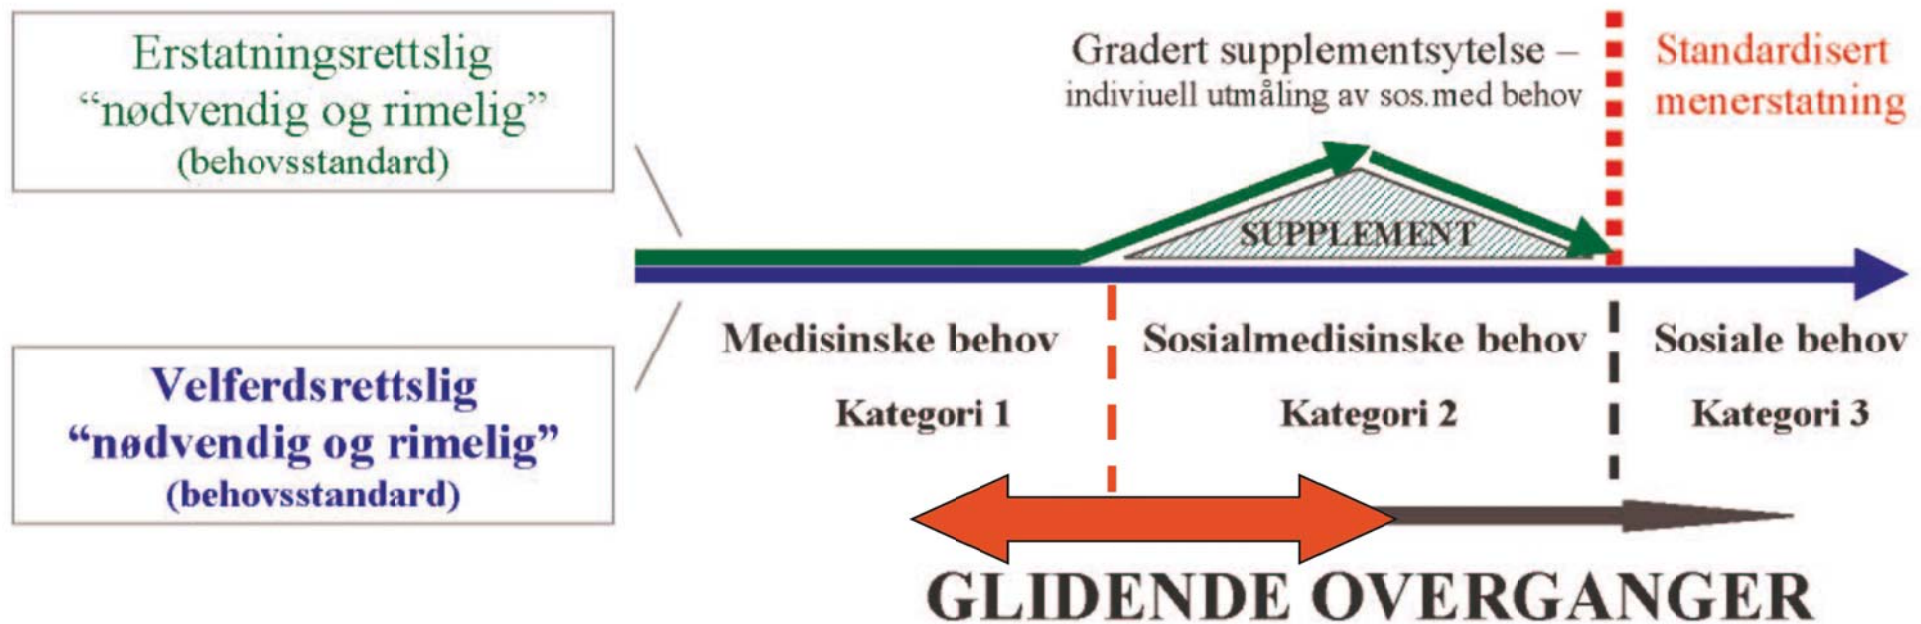 Erstatningsrettslig
“nødvendig og rimelig”
(behovsstandard)
Gradert supplementsytelse –
indiviuell utmåling av sos.med behov
Standardisert
menerstatning
SUPPLEMENT
Velferdsrettslig
“nødvendig og rimelig”
(behovsstandard)
Medisinske behov
Kategori 1
Sosialmedisinske behov
Kategori 2
Sosiale behov
Kategori 3
GLIDENDE OVERGANGER